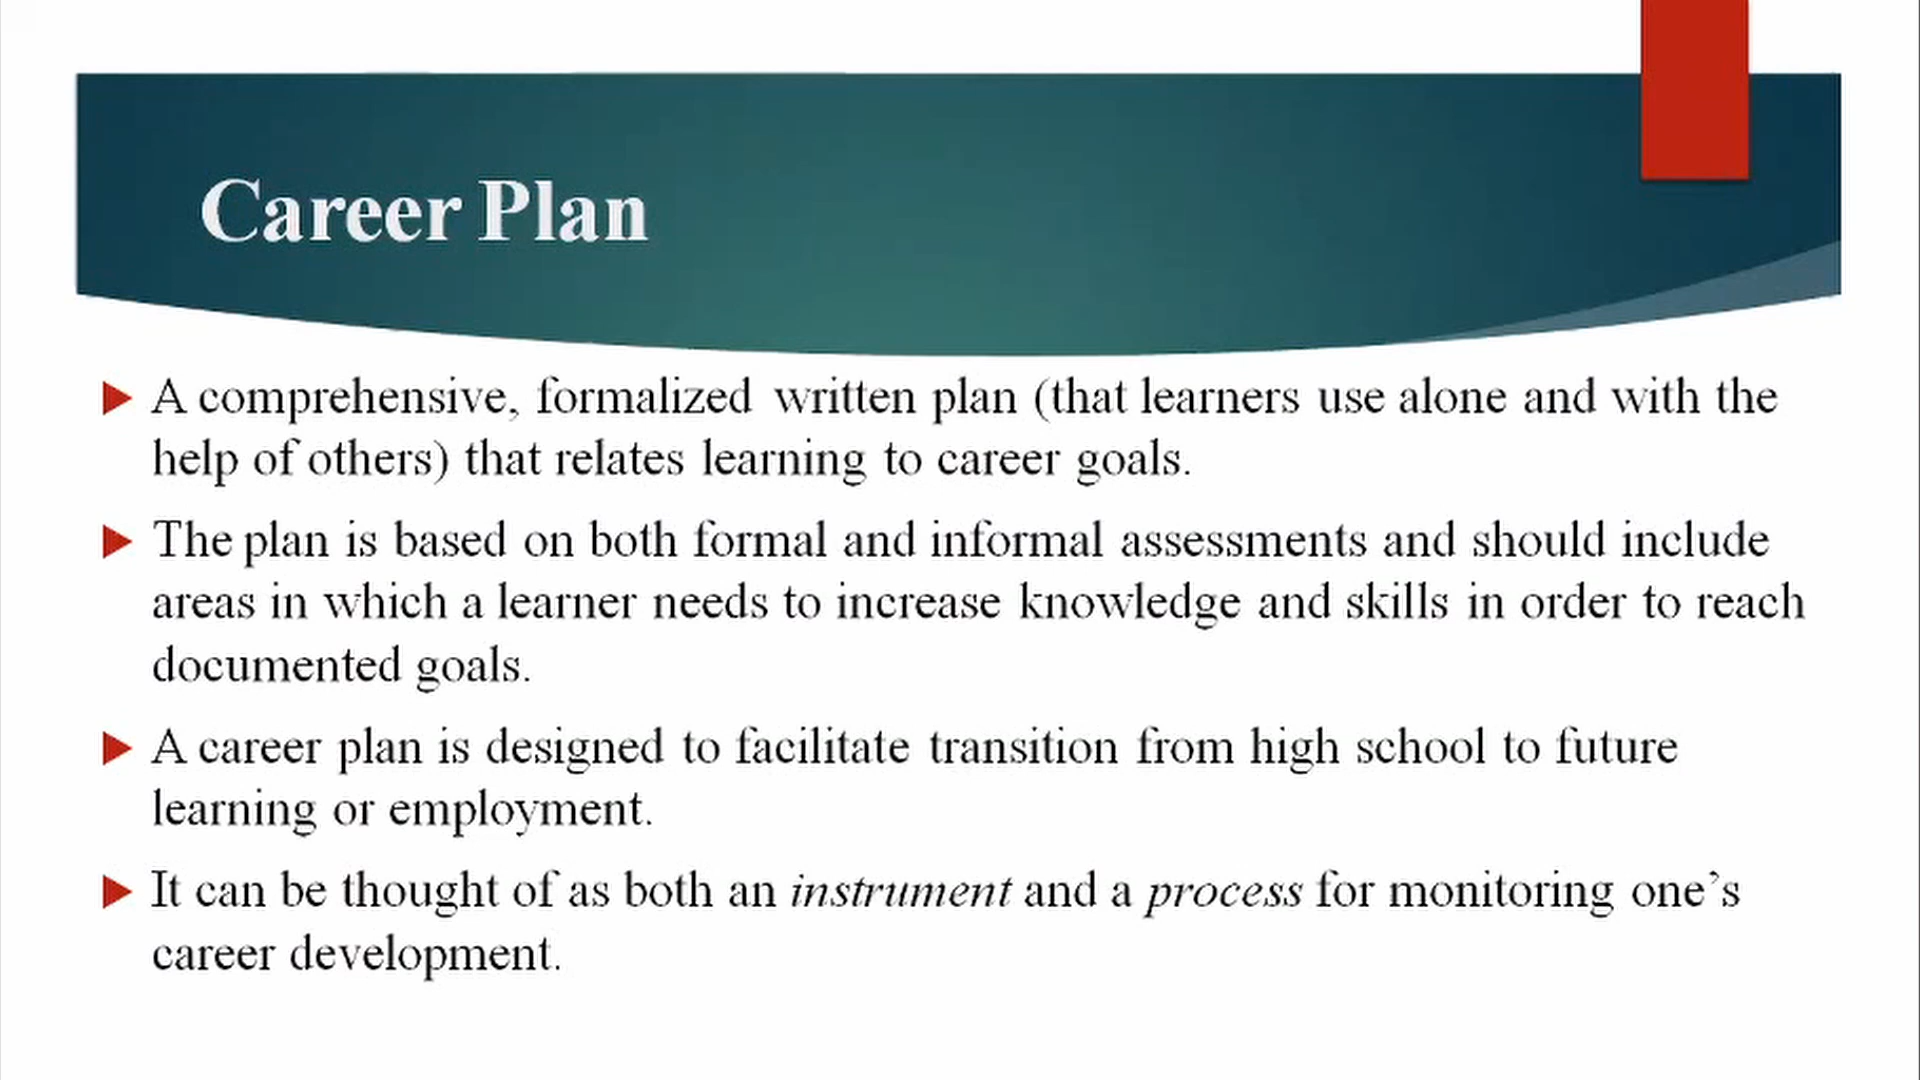 Career Plan
A comprehensive, formalized written plan (that learners use alone and with the
help of others) that relates learning to career goals.
The plan is based on both formal and informal assessments and should include
areas in which a learner needs to increase knowledge and skills in order to reach
documented goals.
A career plan is designed to facilitate transition from high school to future
learning or employment.
It can be thought of as both an instrument and a process for monitoring one’s
career development.